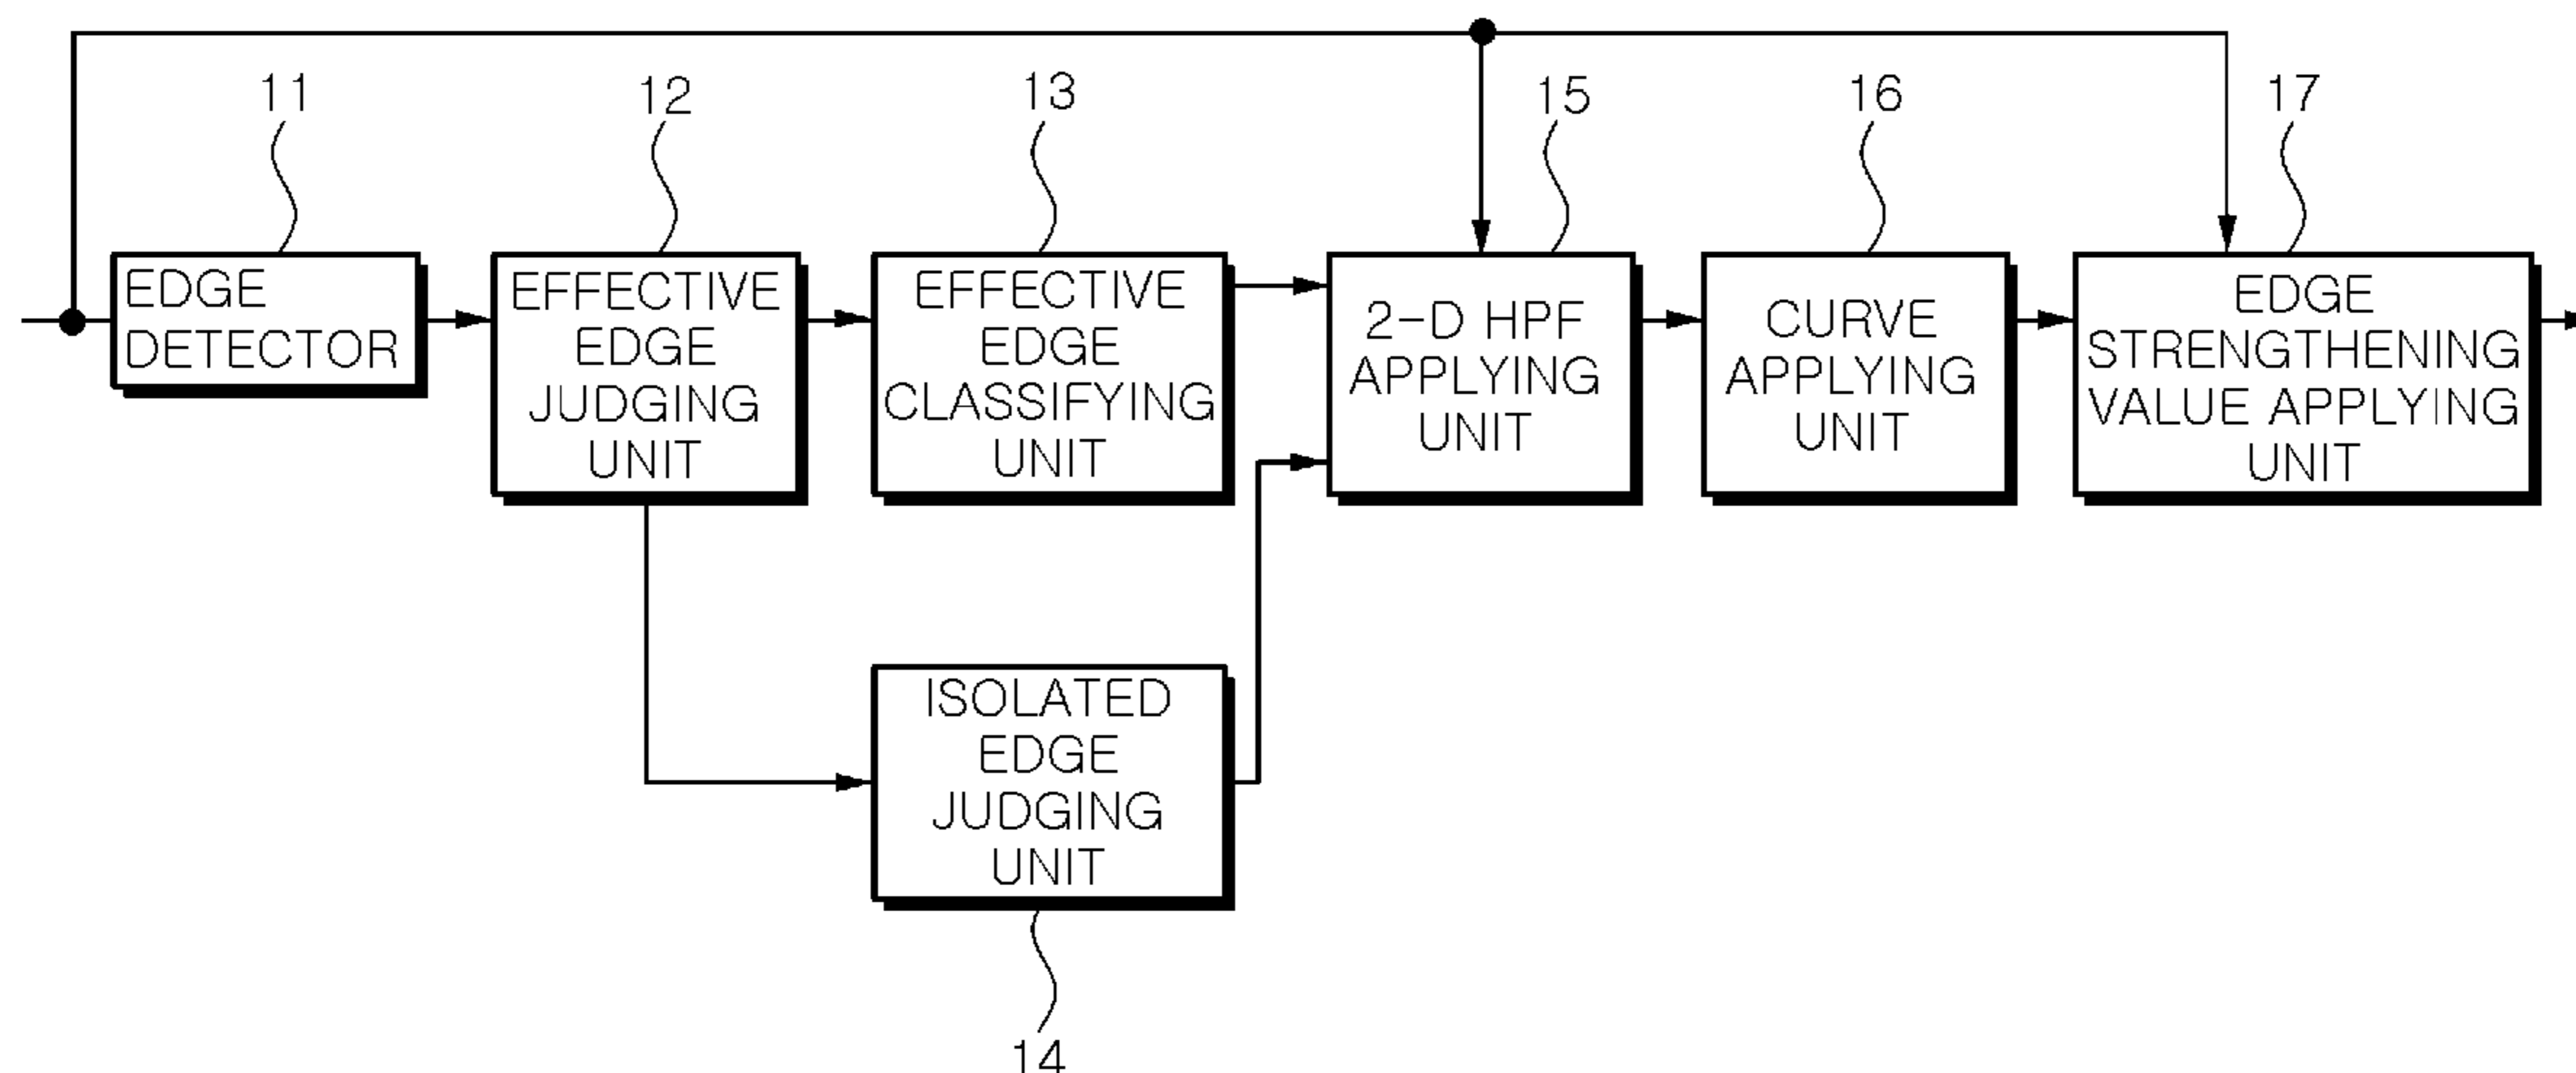 11
12
13
15
16
17
EDGE
DETECTOR
EFFECTIVE
EDGE
JUDGING
UNIT
EFFECTIVE
EDGE
CLASSIFYING
UNIT
2-D HPF
APPLYING
UNIT
CURVE
APPLYING
UNIT
EDGE
STRENGTHENING
VALUE APPLYING
UNIT
ISOLATED
EDGE
JUDGING
UNIT
14